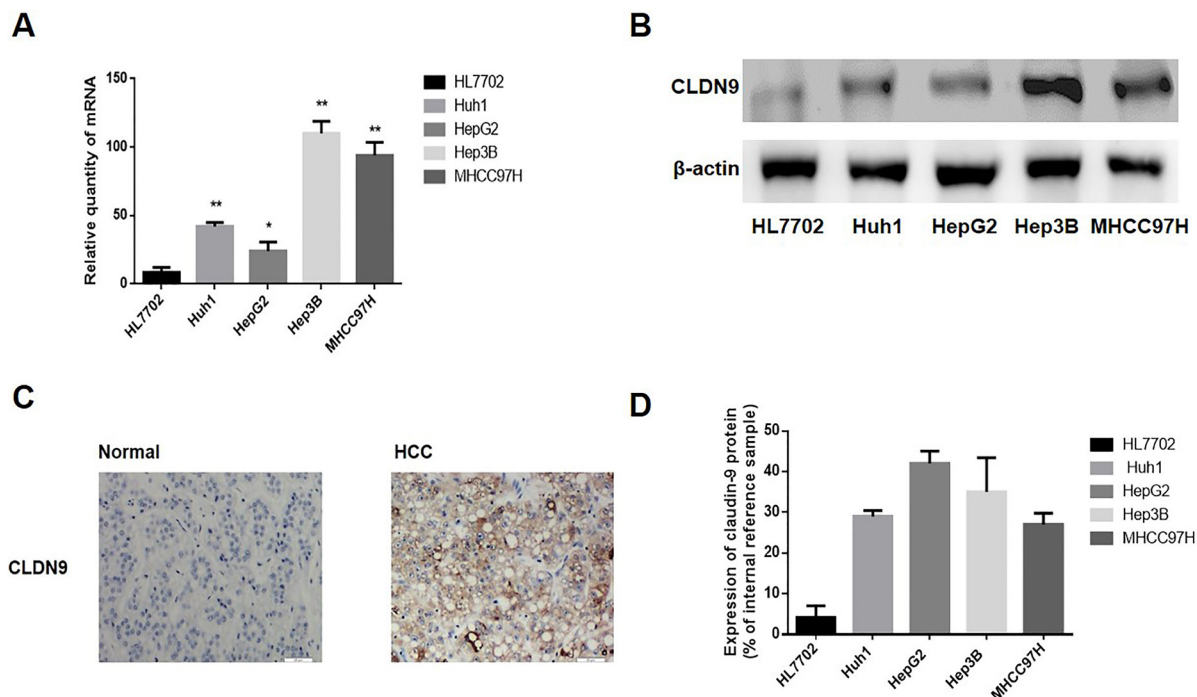 A
Relative quantity of mRNA
150
100
50
0
**
*
**
**
HL7702
Huh1
HepG2
Hep3B
MHCC97H
HL7702
Huh1
HepG2
Hep3B
MHCC97H
B
CLDN9
β-actin
HL7702 Huh1 HepG2 Hep3B MHCC97H
C
Normal HCC
CLDN9
D
Expression of claudin-9 protein
(% of internal reference sample)
50
40
30
20
10
0
HL7702
Huh1
HepG2
Hep3B
MHCC97H
HL7702
Huh1
HepG2
Hep3B
MHCC97H